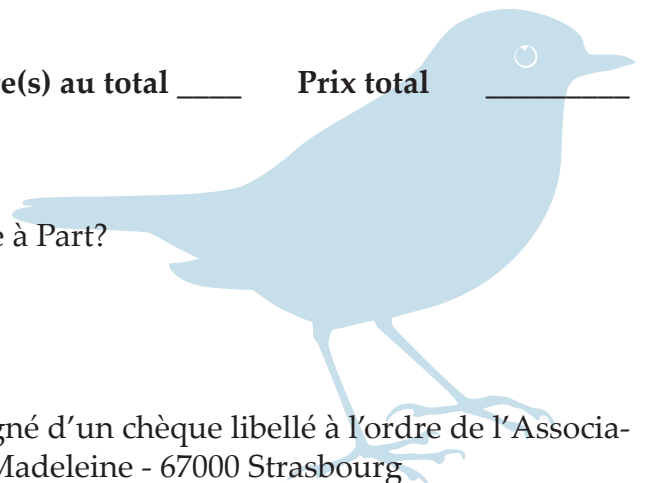 e(s) au total ____ Prix total _________
e à Part?
gné d’un chèque libellé à l’ordre de l’Associa-
Madeleine - 67000 Strasbourg